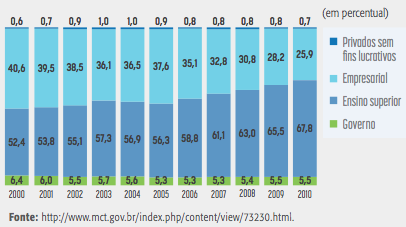 (em percentual)
0,6 0,7 0,9 1,0 1,0 0,9 0,8 0,8 0,8 0,8 0,7
40,6 39,5 38,5 36,1 36,5 37,6 35,1 32,8 30,8 28,2 25,9
52,4 53,8 55,1 57,3 56,9 56,3 58,8 61,1 63,0 65,5 67,8
6,4 6,0 5,5 5,7 5,6 5,3 5,3 5,3 5,4 5,5 5,5
2000 2001 2002 2003 2004 2005 2006 2007 2008 2009 2010
Privados sem
fins lucrativos
Empresarial
Ensino superior
Governo
Fonte: http://www.mct.gov.br/index.php/content/view/73230.html.